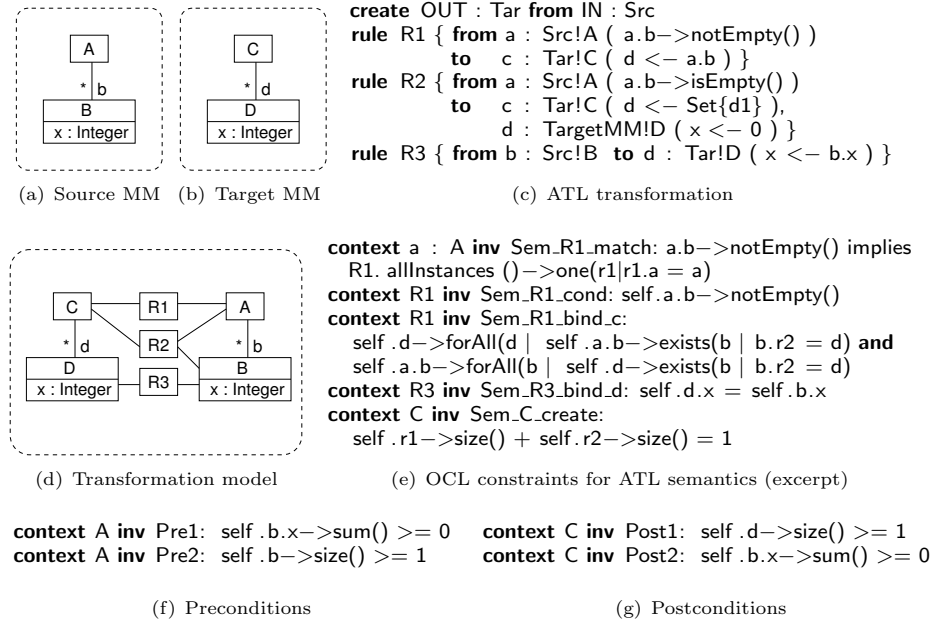 A
* b
B
x : Integer
(a) Source MM
C
* d
D
x : Integer
(b) Target MM
create OUT : Tar from IN : Src
rule R1 { from a : Src!A ( a.b−>notEmpty() )
to c : Tar!C ( d <− a.b ) }
rule R2 { from a : Src!A ( a.b−>isEmpty() )
to c : Tar!C ( d <− Set{d1} ),
d : TargetMM!D ( x <− 0 ) }
rule R3 { from b : Src!B to d : Tar!D ( x <− b.x ) }
(c) ATL transformation
C R1 A
R2
* d * b
D B
x : Integer R3 x : Integer
(d) Transformation model
context a : A inv Sem_R1_match: a.b−>notEmpty() implies
R1. allInstances ()−>one(r1|r1.a = a)
context R1 inv Sem_R1_cond: self.a.b−>notEmpty()
context R1 inv Sem_R1_bind_c:
self .d−>forAll(d | self .a.b−>exists(b | b.r2 = d) and
self .a.b−>forAll(b | self .d−>exists(b | b.r2 = d)
context R3 inv Sem_R3_bind_d: self.d.x = self.b.x
context C inv Sem_C_create:
self .r1−>size() + self.r2−>size() = 1
(e) OCL constraints for ATL semantics (excerpt)
context A inv Pre1: self .b.x−>sum() >= 0
context A inv Pre2: self .b−>size() >= 1
(f) Preconditions
context C inv Post1: self .d−>size() >= 1
context C inv Post2: self .b.x−>sum() >= 0
(g) Postconditions